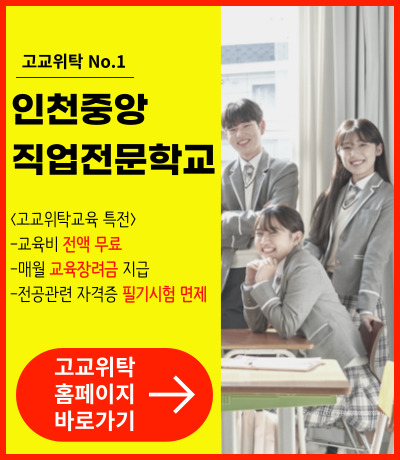 고교위탁 No.1
인천중앙
직업전문학교
<고교위탁교육 특전>
-교육비 전액 무료
-매월 교육장려금 지급
-전공관련 자격증 필기시험 면제
고교위탁
홈페이지
바로가기